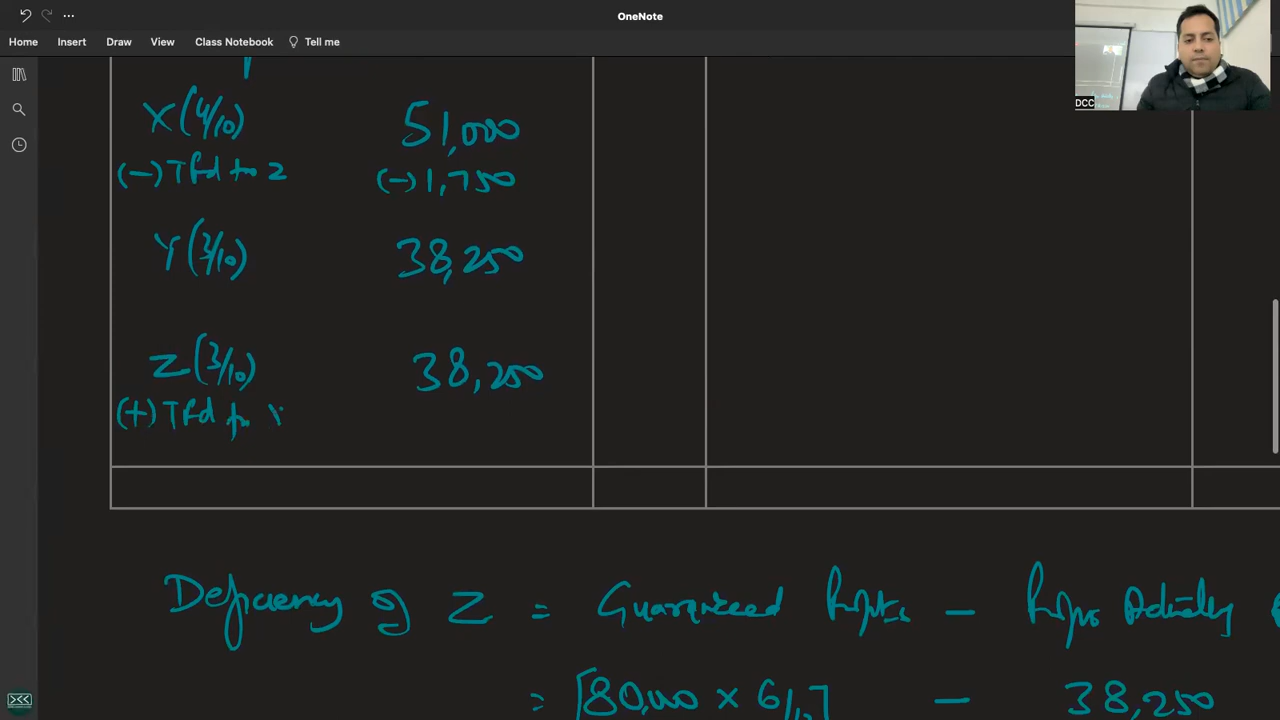 OneNote
Home Insert Draw View Class Notebook Tell me
DCC
X(4/10) 51,000
(-) Tfd to Z (-) 1,750
Y(3/10) 38,250
Z(3/10) 38,250
(+) Tfd fm
Deficiency of Z = Guaranteed Profits - Profits Actually
= [80,000 × 6/12] - 38,250